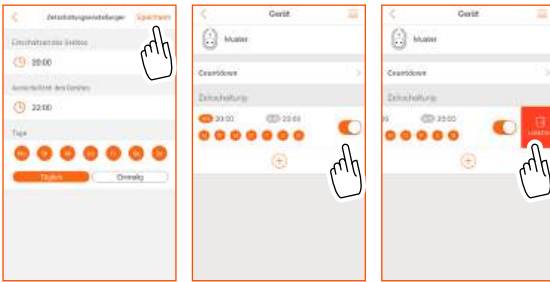 Zeitschaltungseinstellungen Speichern
Einschaltzeit des Gerätes
20:00
Ausschaltzeit des Gerätes
22:00
Tage
Täglich Einmalig
Gerät
Muster
Countdown
Zeitschaltung
20:00 22:00
Gerät
Muster
Countdown
Zeitschaltung
22:00